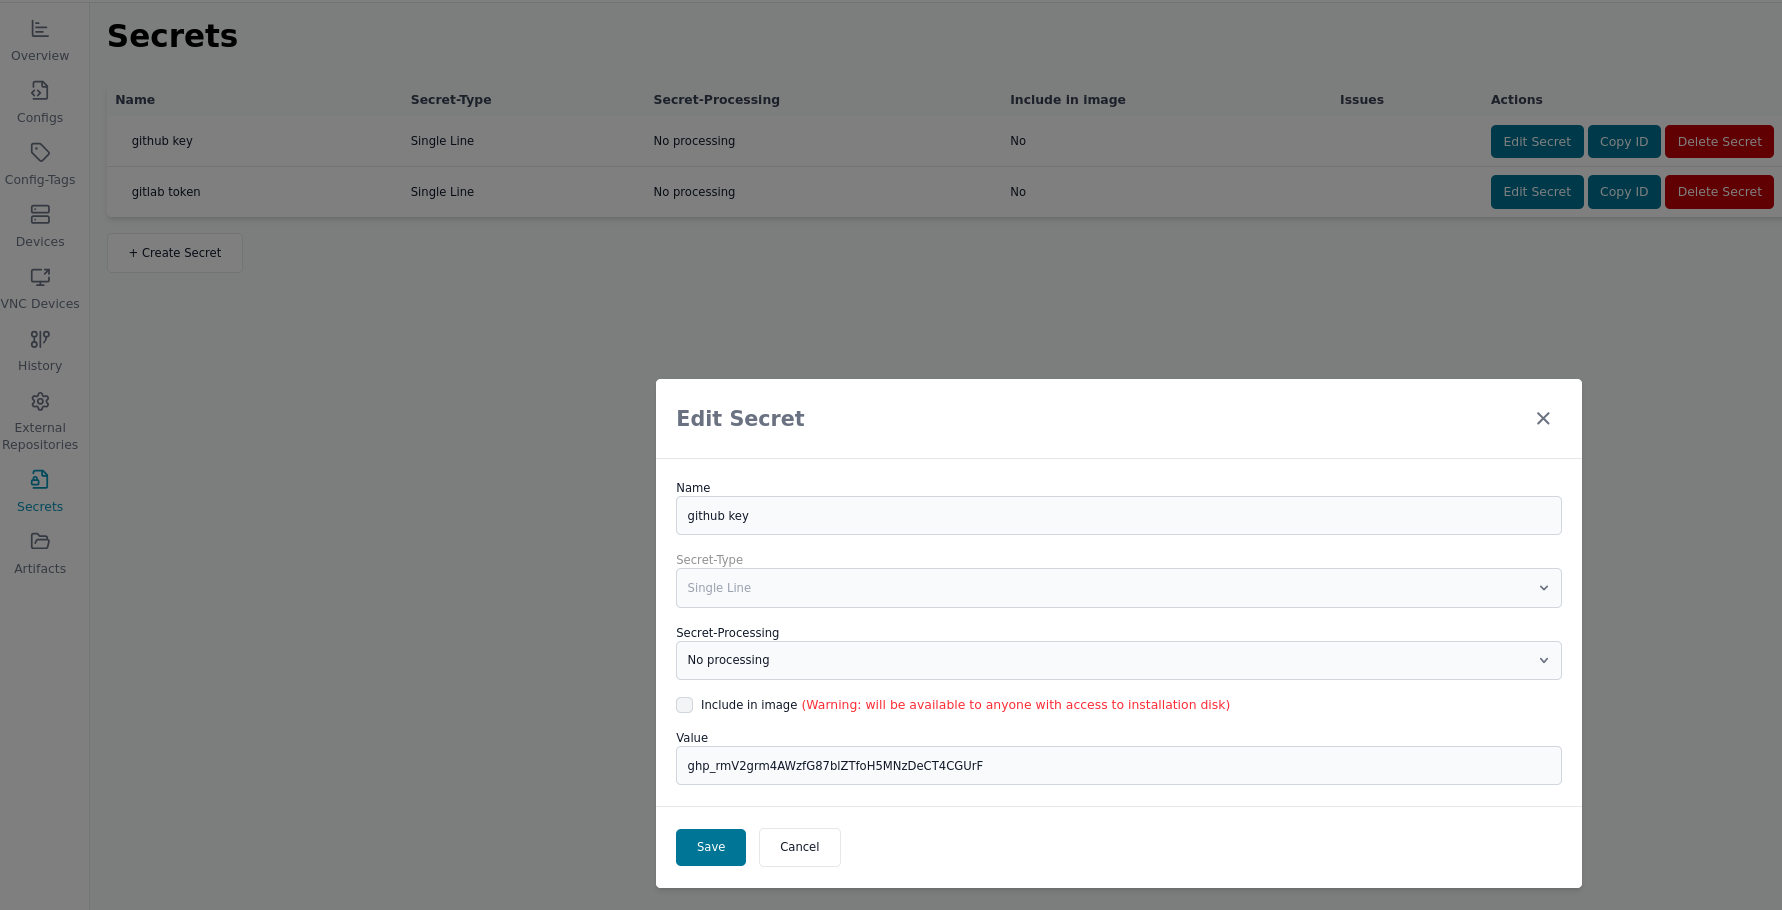 Secrets
Overview
Configs
Config-Tags
Devices
VNC Devices
History
External
Repositories
Secrets
Artifacts
Name Secret-Type Secret-Processing Include in image Issues Actions
github key Single Line No processing No Edit Secret Copy ID Delete Secret
gitlab token Single Line No processing No Edit Secret Copy ID Delete Secret
+ Create Secret
Edit Secret
Name
github key
Secret-Type
Single Line
Secret-Processing
No processing
Include in image (Warning: will be available to anyone with access to installation disk)
Value
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
Save Cancel